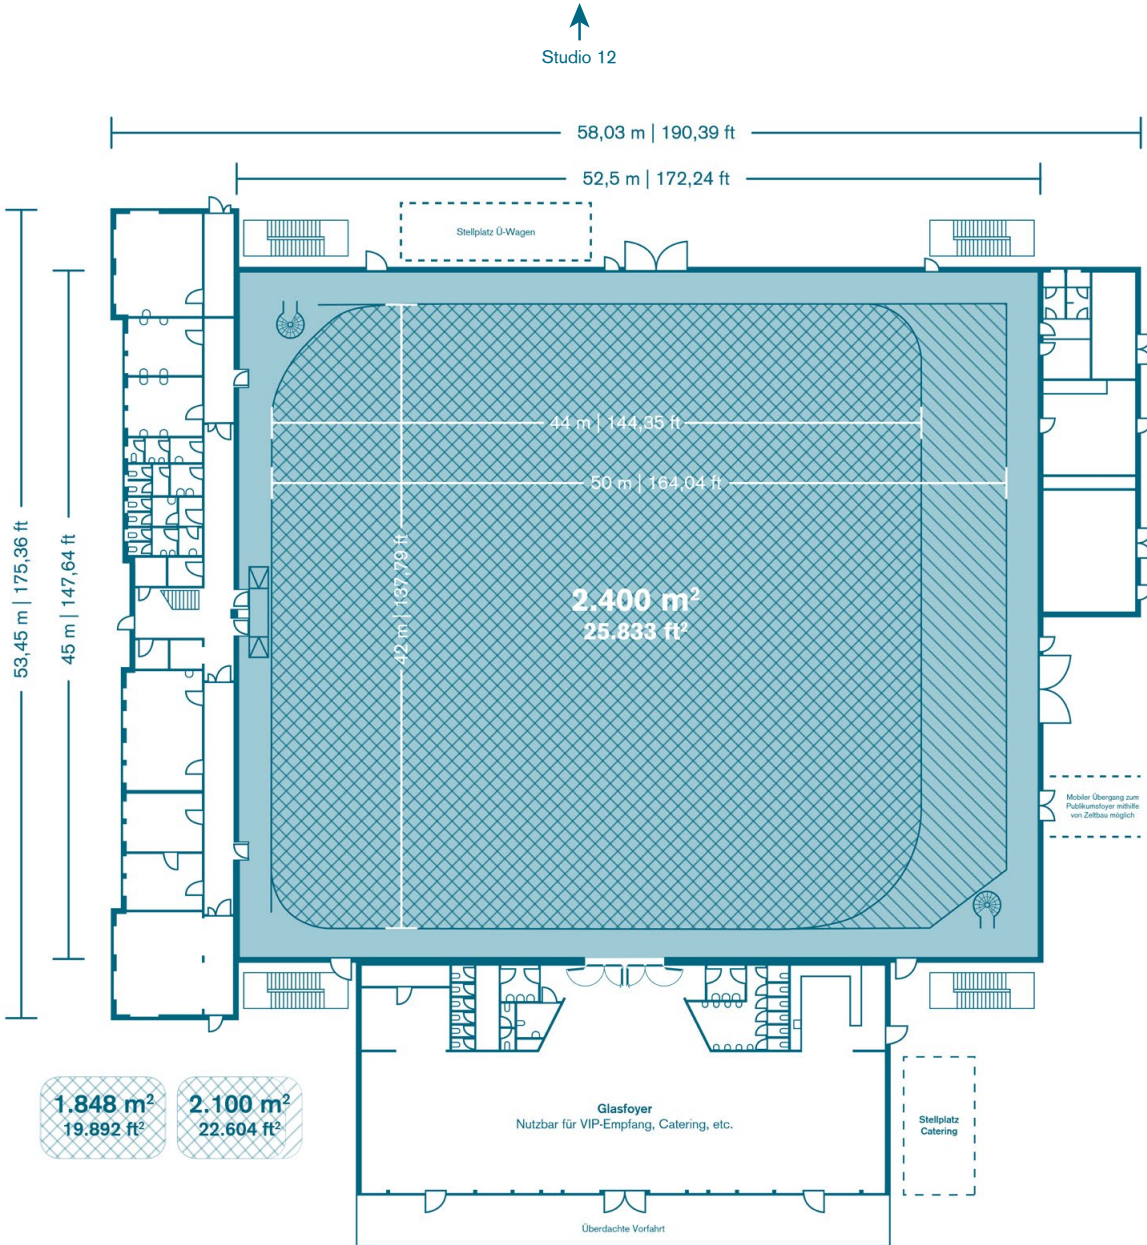 Studio 12
58,03 m | 190,39 ft
52,5 m | 172,24 ft
Stellplatz Ü-Wagen
44 m | 144,35 ft
50 m | 164,04 ft
53,45 m | 175,36 ft
45 m | 147,64 ft
42 m | 137,79 ft
2.400 m²
25.833 ft²
Mobiler Übergang zum
Publikumsfoyer mithilfe
von Zeltbau möglich
1.848 m²
19.892 ft²
2.100 m²
22.604 ft²
Glasfoyer
Nutzbar für VIP-Empfang, Catering, etc.
Stellplatz
Catering
Überdachte Vorfahrt